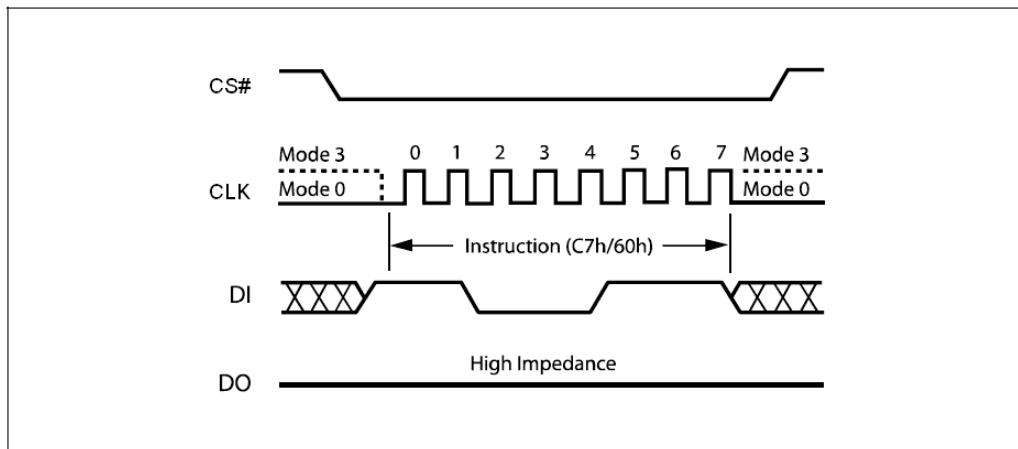 CS#
Mode 3 0 1 2 3 4 5 6 7 Mode 3
CLK Mode 0 Mode 0
Instruction (C7h/60h)
DI
High Impedance
DO